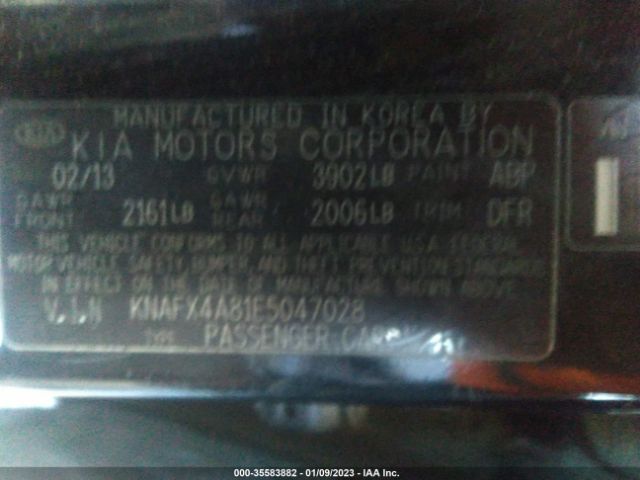 MANUFACTURED IN KOREA BY
KIA KIA MOTORS CORPORATION
02/13 GVWR 3902LB PAINT ABP
GAWR FRONT 2161LB GAWR REAR 2006LB TRIM DFR
THIS VEHICLE CONFORMS TO ALL APPLICABLE U.S.A. FEDERAL
MOTOR VEHICLE SAFETY, BUMPER, AND THEFT PREVENTION STANDARDS
IN EFFECT ON THE DATE OF MANUFACTURE SHOWN ABOVE.
V.I.N KNAFX4A81E5047028
TYPE PASSENGER CAR
000-35583882 - 01/09/2023 - IAA Inc.